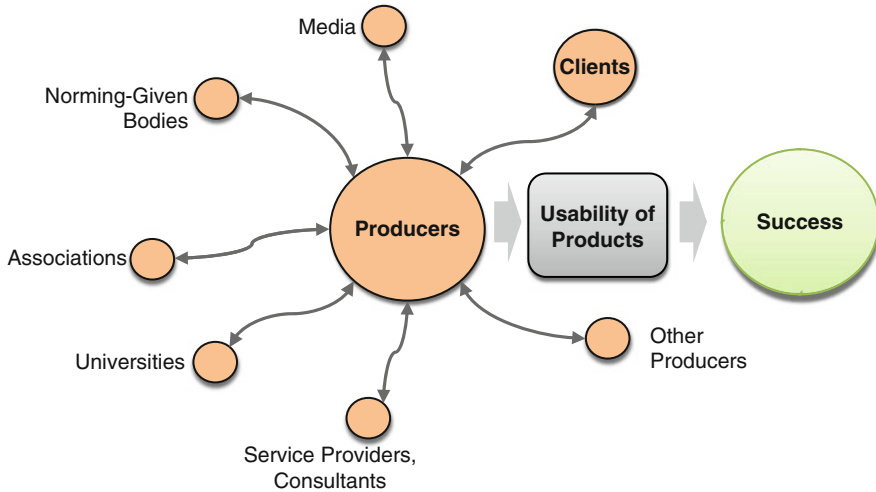 Media
Clients
Norming-Given
Bodies
Producers
Usability of
Products
Success
Associations
Universities
Other
Producers
Service Providers,
Consultants